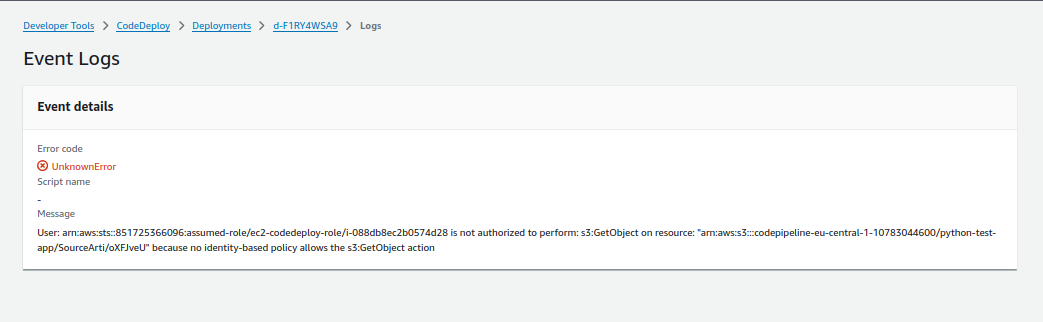 Developer Tools > CodeDeploy > Deployments > d-F1RY4WSA9 > Logs
Event Logs
Event details
Error code
UnknownError
Script name
-
Message
User: arn:aws:sts::851725366096:assumed-role/ec2-codedeploy-role/i-088db8ec2b0574d28 is not authorized to perform: s3:GetObject on resource: "arn:aws:s3:::codepipeline-eu-central-1-10783044600/python-test-
app/SourceArti/oXFJveU" because no identity-based policy allows the s3:GetObject action